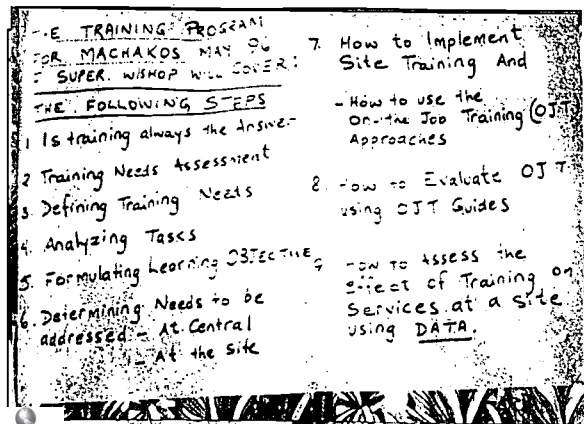 TRAINING PROGRAM
FOR MACHAKOS MAY 96
SUPER. W/SHOP WILL COVER:
THE FOLLOWING STEPS
1 Is training always the Answer
2 Training Needs Assessment
3. Defining Training Needs
4. Analyzing Tasks
5. Formulating Learning OBJECTIVE
6. Determining Needs to be
addressed - At Central
- At the Site
7. How to Implement
Site Training And
- How to use the
On-the Job Training (OJT)
Approaches
8. How to Evaluate OJT
using OJT Guides
9 How to Assess the
effect of Training on
Services at a site
using DATA.